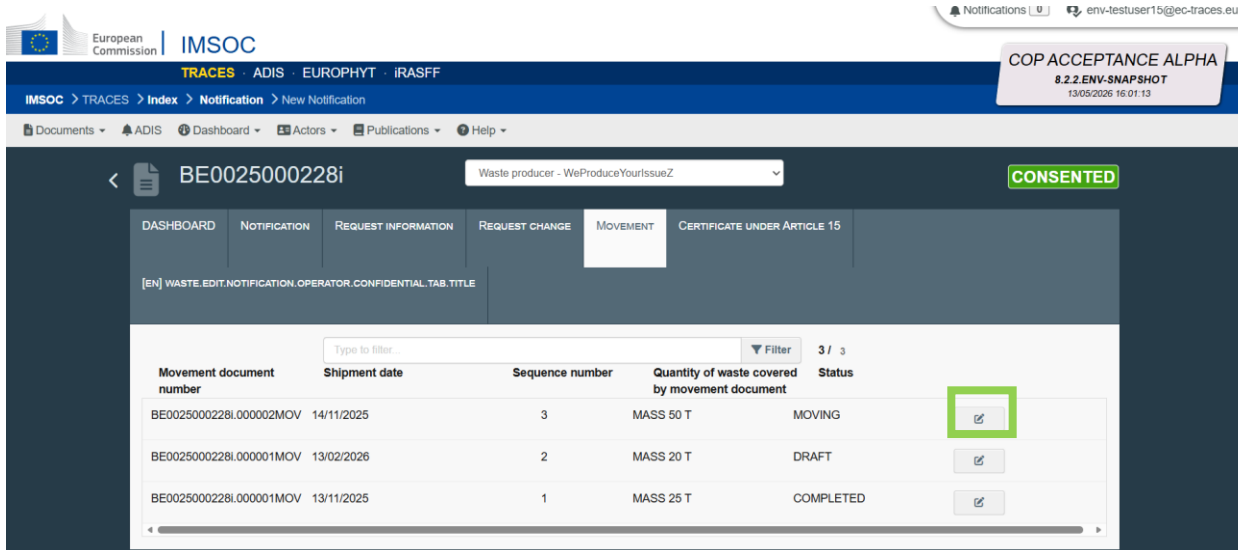 Notifications 0 env-testuser15@ec-traces.eu
European
Commission
IMSOC
COP ACCEPTANCE ALPHA
8.2.2.ENV-SNAPSHOT
13/05/2026 16:01:13
TRACES · ADIS · EUROPHYT · iRASFF
IMSOC > TRACES > Index > Notification > New Notification
Documents ADIS Dashboard Actors Publications Help
BE0025000228i Waste producer - WeProduceYourIssueZ CONSENTED
DASHBOARD NOTIFICATION REQUEST INFORMATION REQUEST CHANGE MOVEMENT CERTIFICATE UNDER ARTICLE 15
[EN] WASTE.EDIT.NOTIFICATION.OPERATOR.CONFIDENTIAL.TAB.TITLE
Type to filter... Filter 3 / 3
Movement document number Shipment date Sequence number Quantity of waste covered by movement document Status
BE0025000228i.000002MOV 14/11/2025 3 MASS 50 T MOVING
BE0025000228i.000001MOV 13/02/2026 2 MASS 20 T DRAFT
BE0025000228i.000001MOV 13/11/2025 1 MASS 25 T COMPLETED